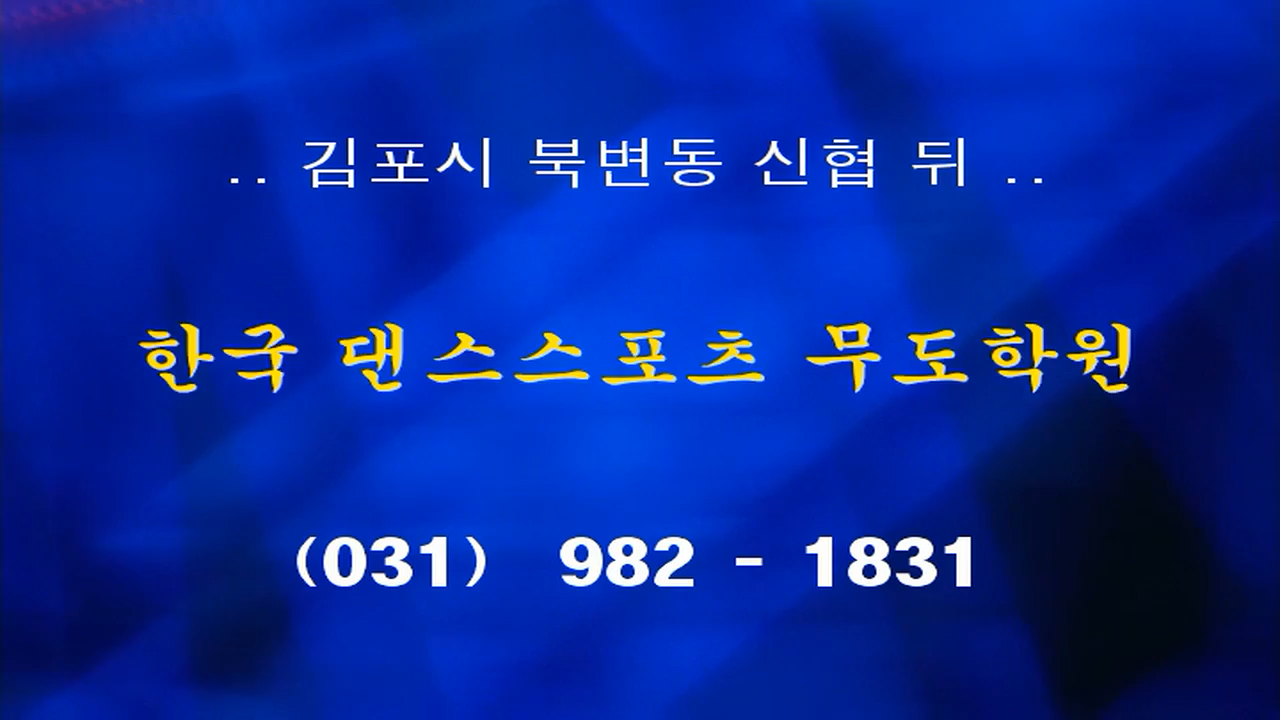 .. 김포시 북변동 신협 뒤 ..
한국 댄스스포츠 무도학원
(031) 982 - 1831